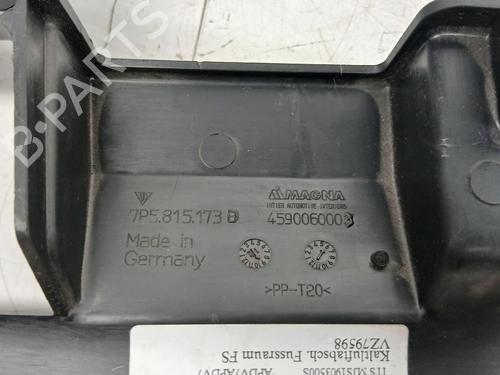 B-PARTS
7P5.815.173 B
Made in
Germany
MAGNA
INTIER AUTOMOTIVE INTERIORS
459006000
>PP-T20<
Kaltluftabsch. Fussraum FS
VZ79598